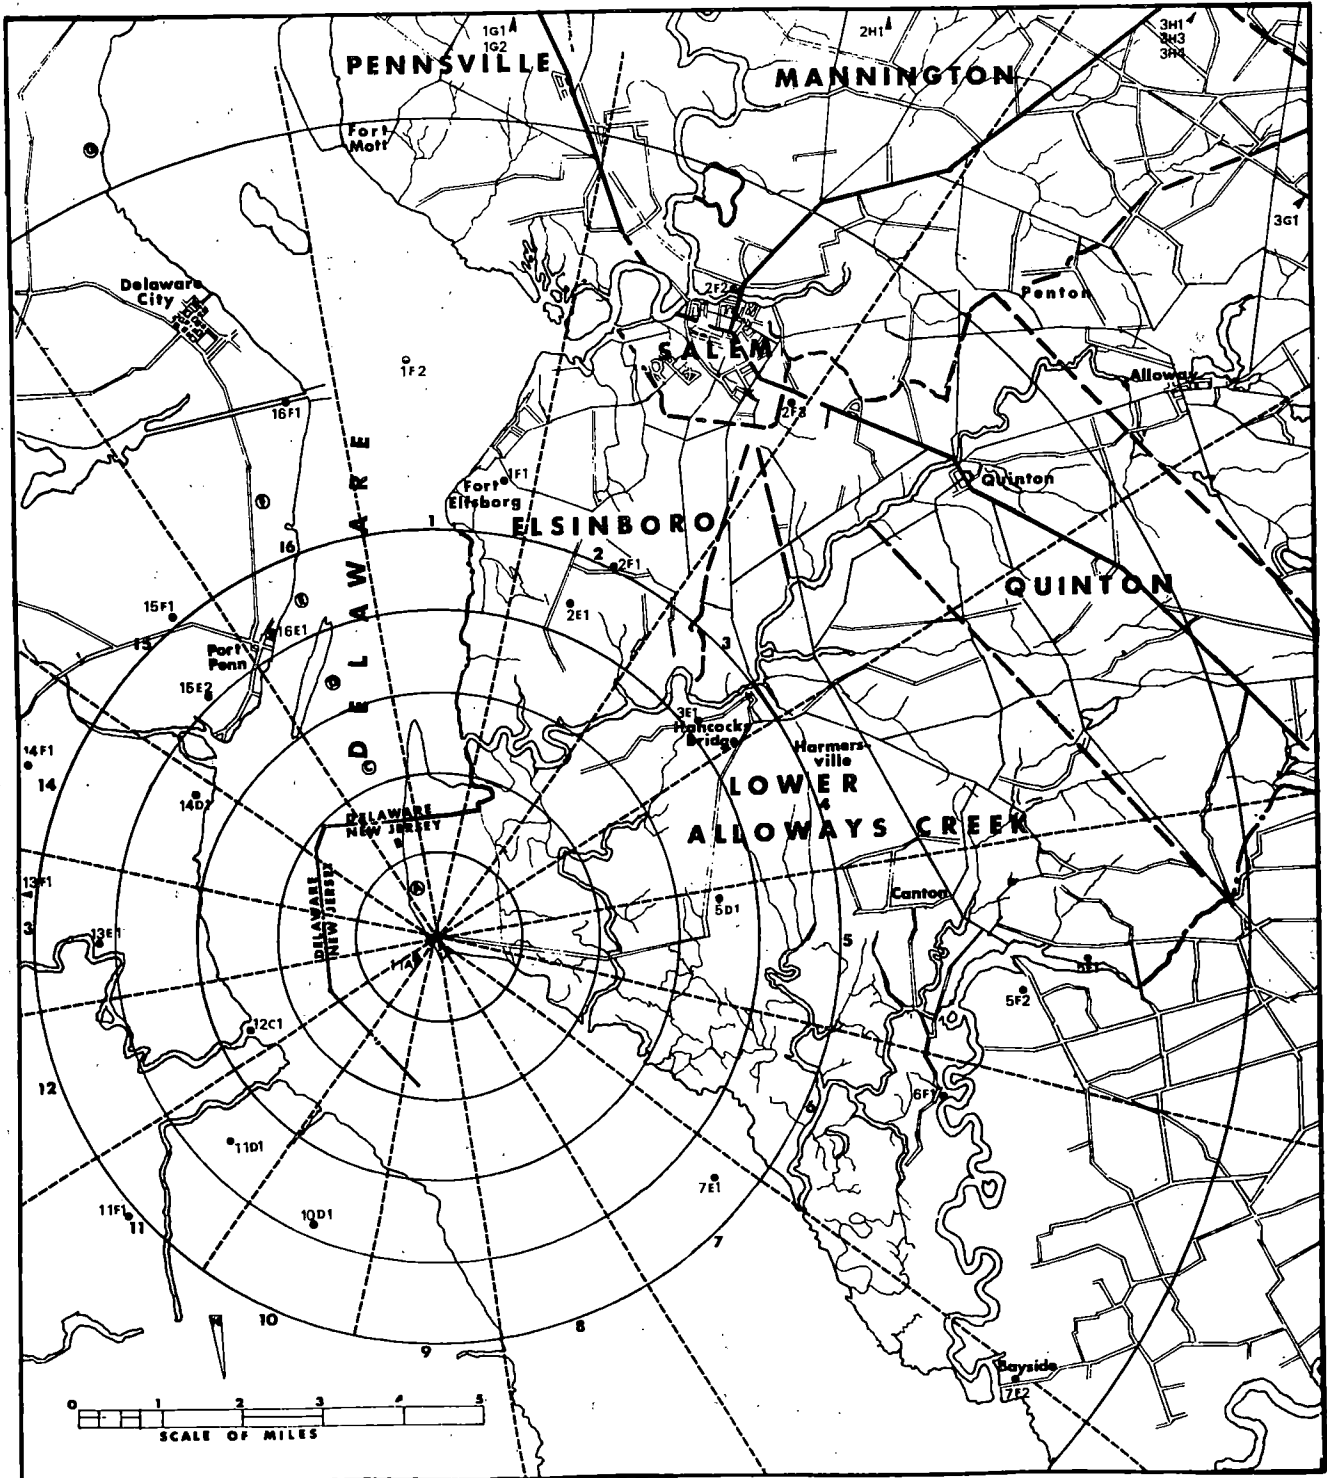 1G1
1G2
2H1
3H1
3H3
3H4
PENNSVILLE
MANNINGTON
Fort
Mott
3G1
Delaware
City
2F2
Penton
SALEM
1F2
Alloway
16F1
2F3
Quinton
1F1
Fort
Elfsborg
1
ELSINBORO
16
2
2F1
QUINTON
DELAWARE
15F1
2E1
16E1
15
Port
Penn
3
15E2
3E1
Hancocks
Bridge
Harmers-
ville
14F1
14
LOWER
4
14D1
DELAWARE
NEW JERSEY
ALLOWAYS CREEK
DELAWARE
NEW JERSEY
Canton
13F1
5D1
3
13E1
5
5F2
12C1
12
6F1
6
11D1
7E1
11F1
11
10D1
7
N
10
8
9
Bayside
7F2
0 1 2 3 4 5
SCALE OF MILES